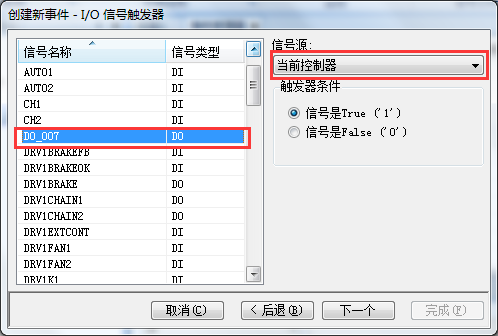 创建新事件 - I/O 信号触发器
信号名称 信号类型
AUTO1 DI
AUTO2 DI
CH1 DI
CH2 DI
DO_007 DO
DRV1BRAKEFB DI
DRV1BRAKEOK DI
DRV1BRAKE DO
DRV1CHAIN1 DO
DRV1CHAIN2 DO
DRV1EXTCONT DI
DRV1FAN1 DI
DRV1FAN2 DI
DRV1K1 DI
信号源:
当前控制器
触发器条件
信号是True ('1')
信号是False ('0')
取消(C) < 后退(B) 下一个 完成(F)